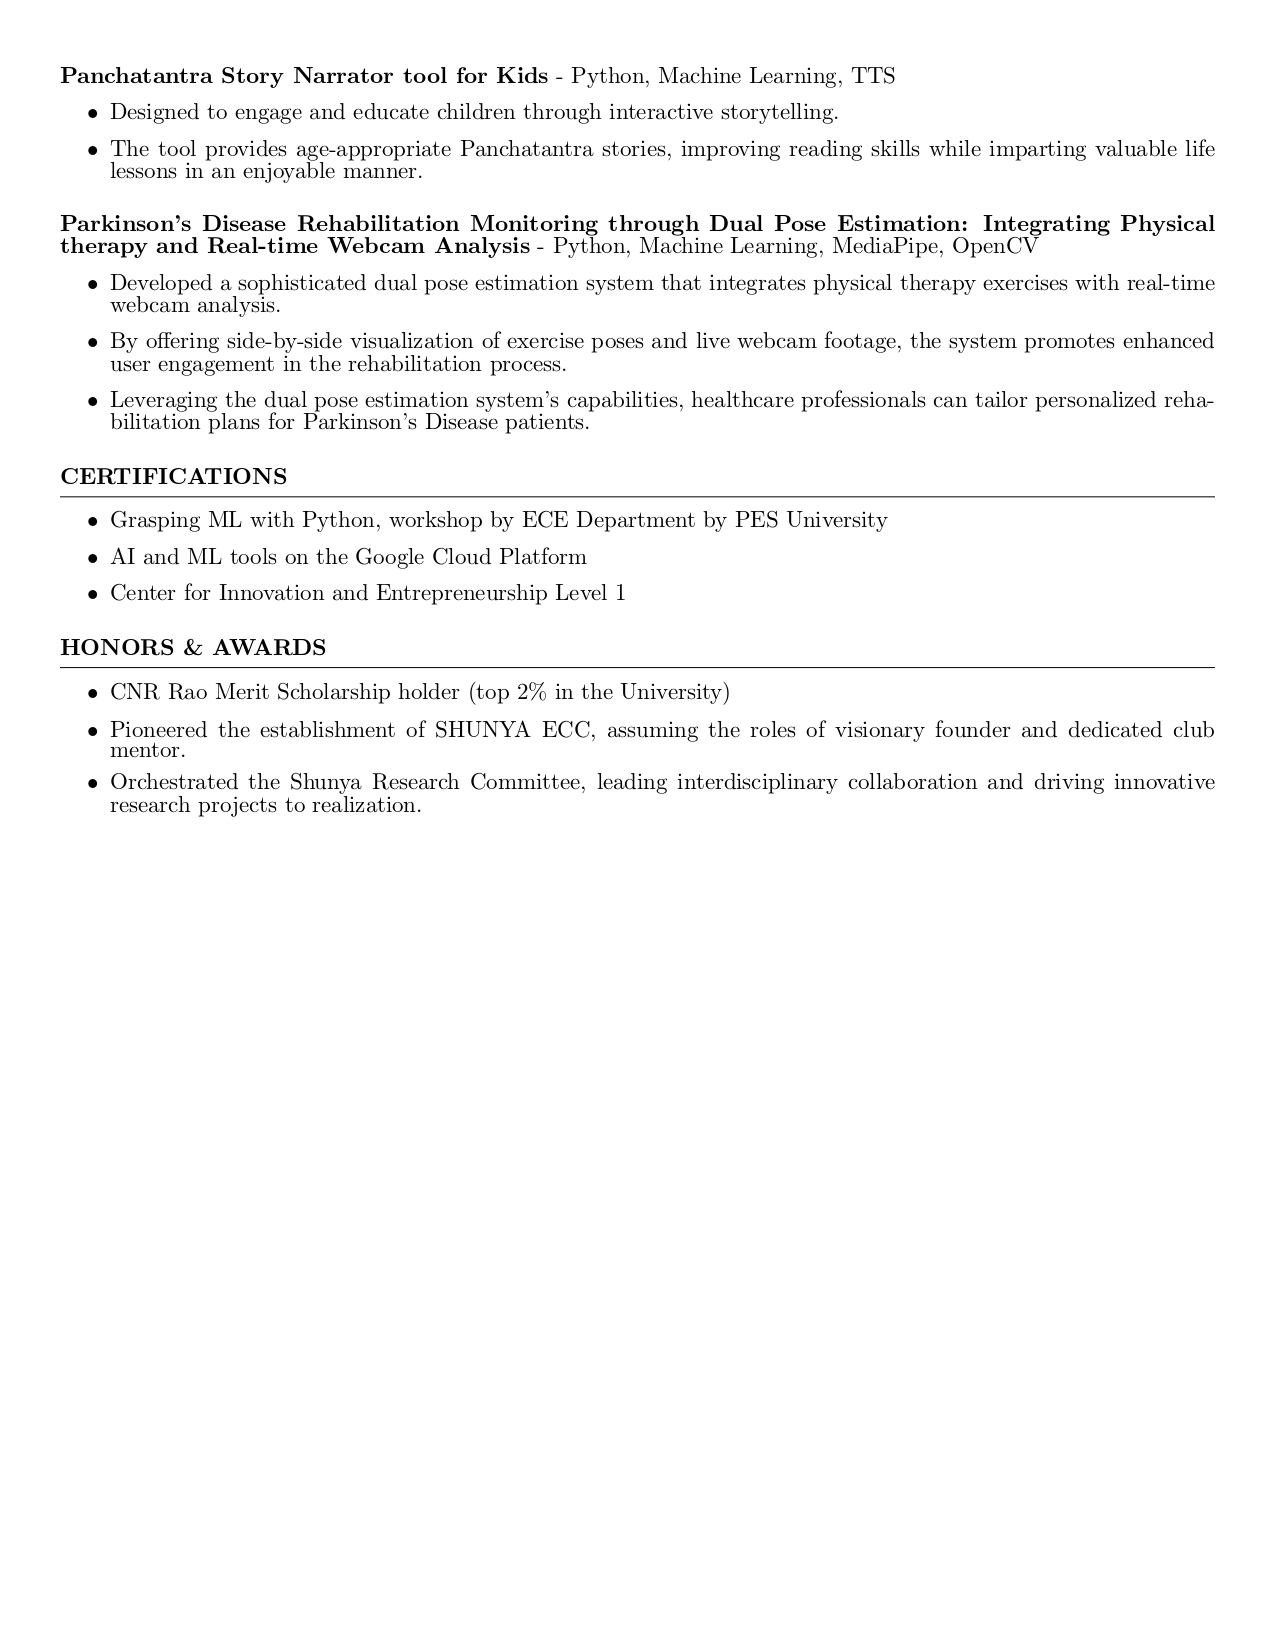 Panchatantra Story Narrator tool for Kids - Python, Machine Learning, TTS
• Designed to engage and educate children through interactive storytelling.
• The tool provides age-appropriate Panchatantra stories, improving reading skills while imparting valuable life
lessons in an enjoyable manner.
Parkinson's Disease Rehabilitation Monitoring through Dual Pose Estimation: Integrating Physical
therapy and Real-time Webcam Analysis - Python, Machine Learning, MediaPipe, OpenCV
• Developed a sophisticated dual pose estimation system that integrates physical therapy exercises with real-time
webcam analysis.
• By offering side-by-side visualization of exercise poses and live webcam footage, the system promotes enhanced
user engagement in the rehabilitation process.
• Leveraging the dual pose estimation system's capabilities, healthcare professionals can tailor personalized reha-
bilitation plans for Parkinson's Disease patients.
CERTIFICATIONS
• Grasping ML with Python, workshop by ECE Department by PES University
• AI and ML tools on the Google Cloud Platform
• Center for Innovation and Entrepreneurship Level 1
HONORS & AWARDS
• CNR Rao Merit Scholarship holder (top 2% in the University)
• Pioneered the establishment of SHUNYA ECC, assuming the roles of visionary founder and dedicated club
mentor.
• Orchestrated the Shunya Research Committee, leading interdisciplinary collaboration and driving innovative
research projects to realization.